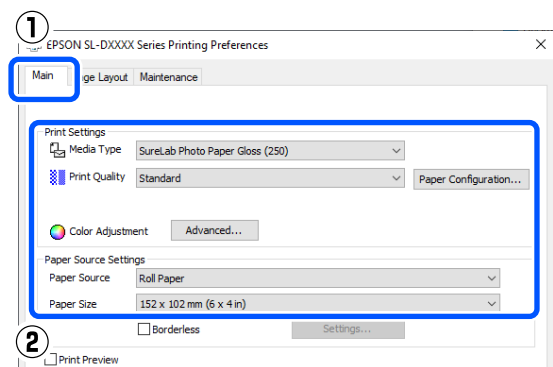 ①
EPSON SL-DXXXX Series Printing Preferences
Main ge Layout Maintenance
Print Settings
Media Type SureLab Photo Paper Gloss (250)
Print Quality Standard Paper Configuration...
Color Adjustment Advanced...
Paper Source Settings
Paper Source Roll Paper
Paper Size 152 x 102 mm (6 x 4 in)
Borderless Settings...
②
Print Preview